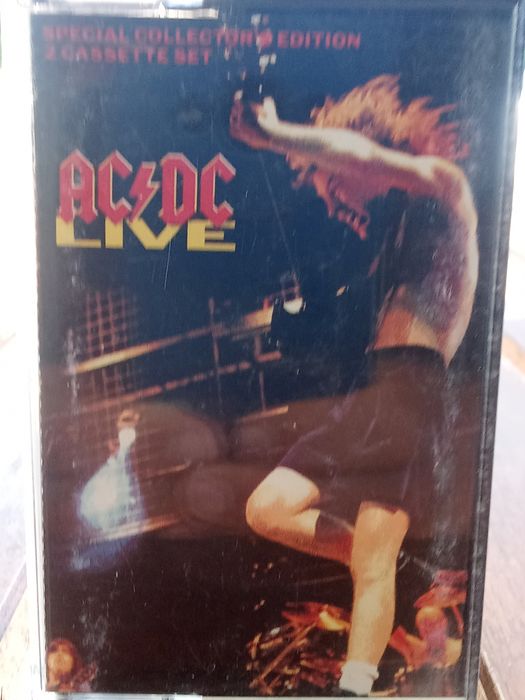 SPECIAL COLLECTOR'S EDITION
2 CASSETTE SET
AC/DC
LIVE